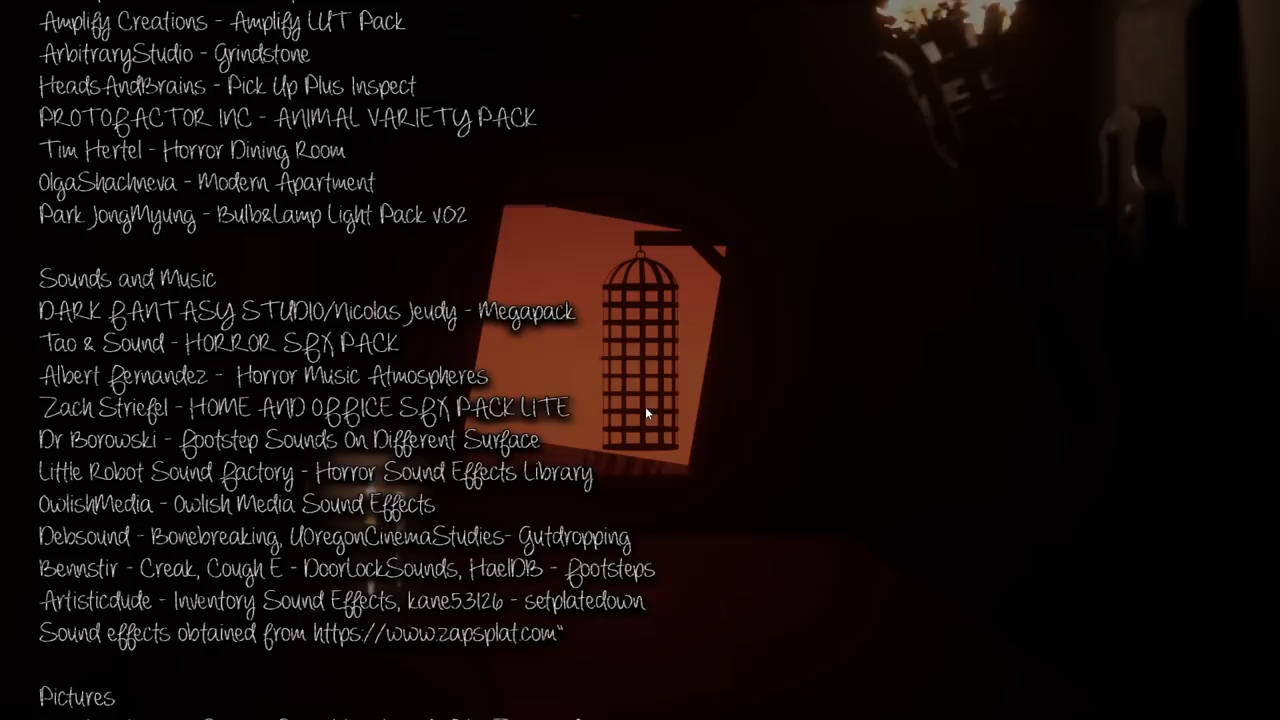 Amplify Creations - Amplify LUT Pack
ArbitraryStudio - Grindstone
HeadsAndBrains - Pick Up Plus Inspect
PROTOFACTOR INC - ANIMAL VARIETY PACK
Tim Hertel - Horror Dining Room
OlgaShachneva - Modern Apartment
Park JongMyung - Bulb&Lamp Light Pack v.02
Sounds and Music
DARK FANTASY STUDIO/Nicolas Jeudy - Megapack
Tao & Sound - HORROR SFX PACK
Albert Fernandez - Horror Music Atmospheres
Zach Striefel - HOME AND OFFICE SFX PACK LITE
Dr Borowski - Footstep Sounds On Different Surface
Little Robot Sound Factory - Horror Sound Effects Library
OwlishMedia - Owlish Media Sound Effects
Debsound - Bonebreaking, UOregonCinemaStudies- Gutdropping
Bennstir - Creak, Cough E - DoorLockSounds, HaelDB - Footsteps
Artisticdude - Inventory Sound Effects, kane53126 - setplatedown
Sound effects obtained from https://www.zapsplat.com"
Pictures